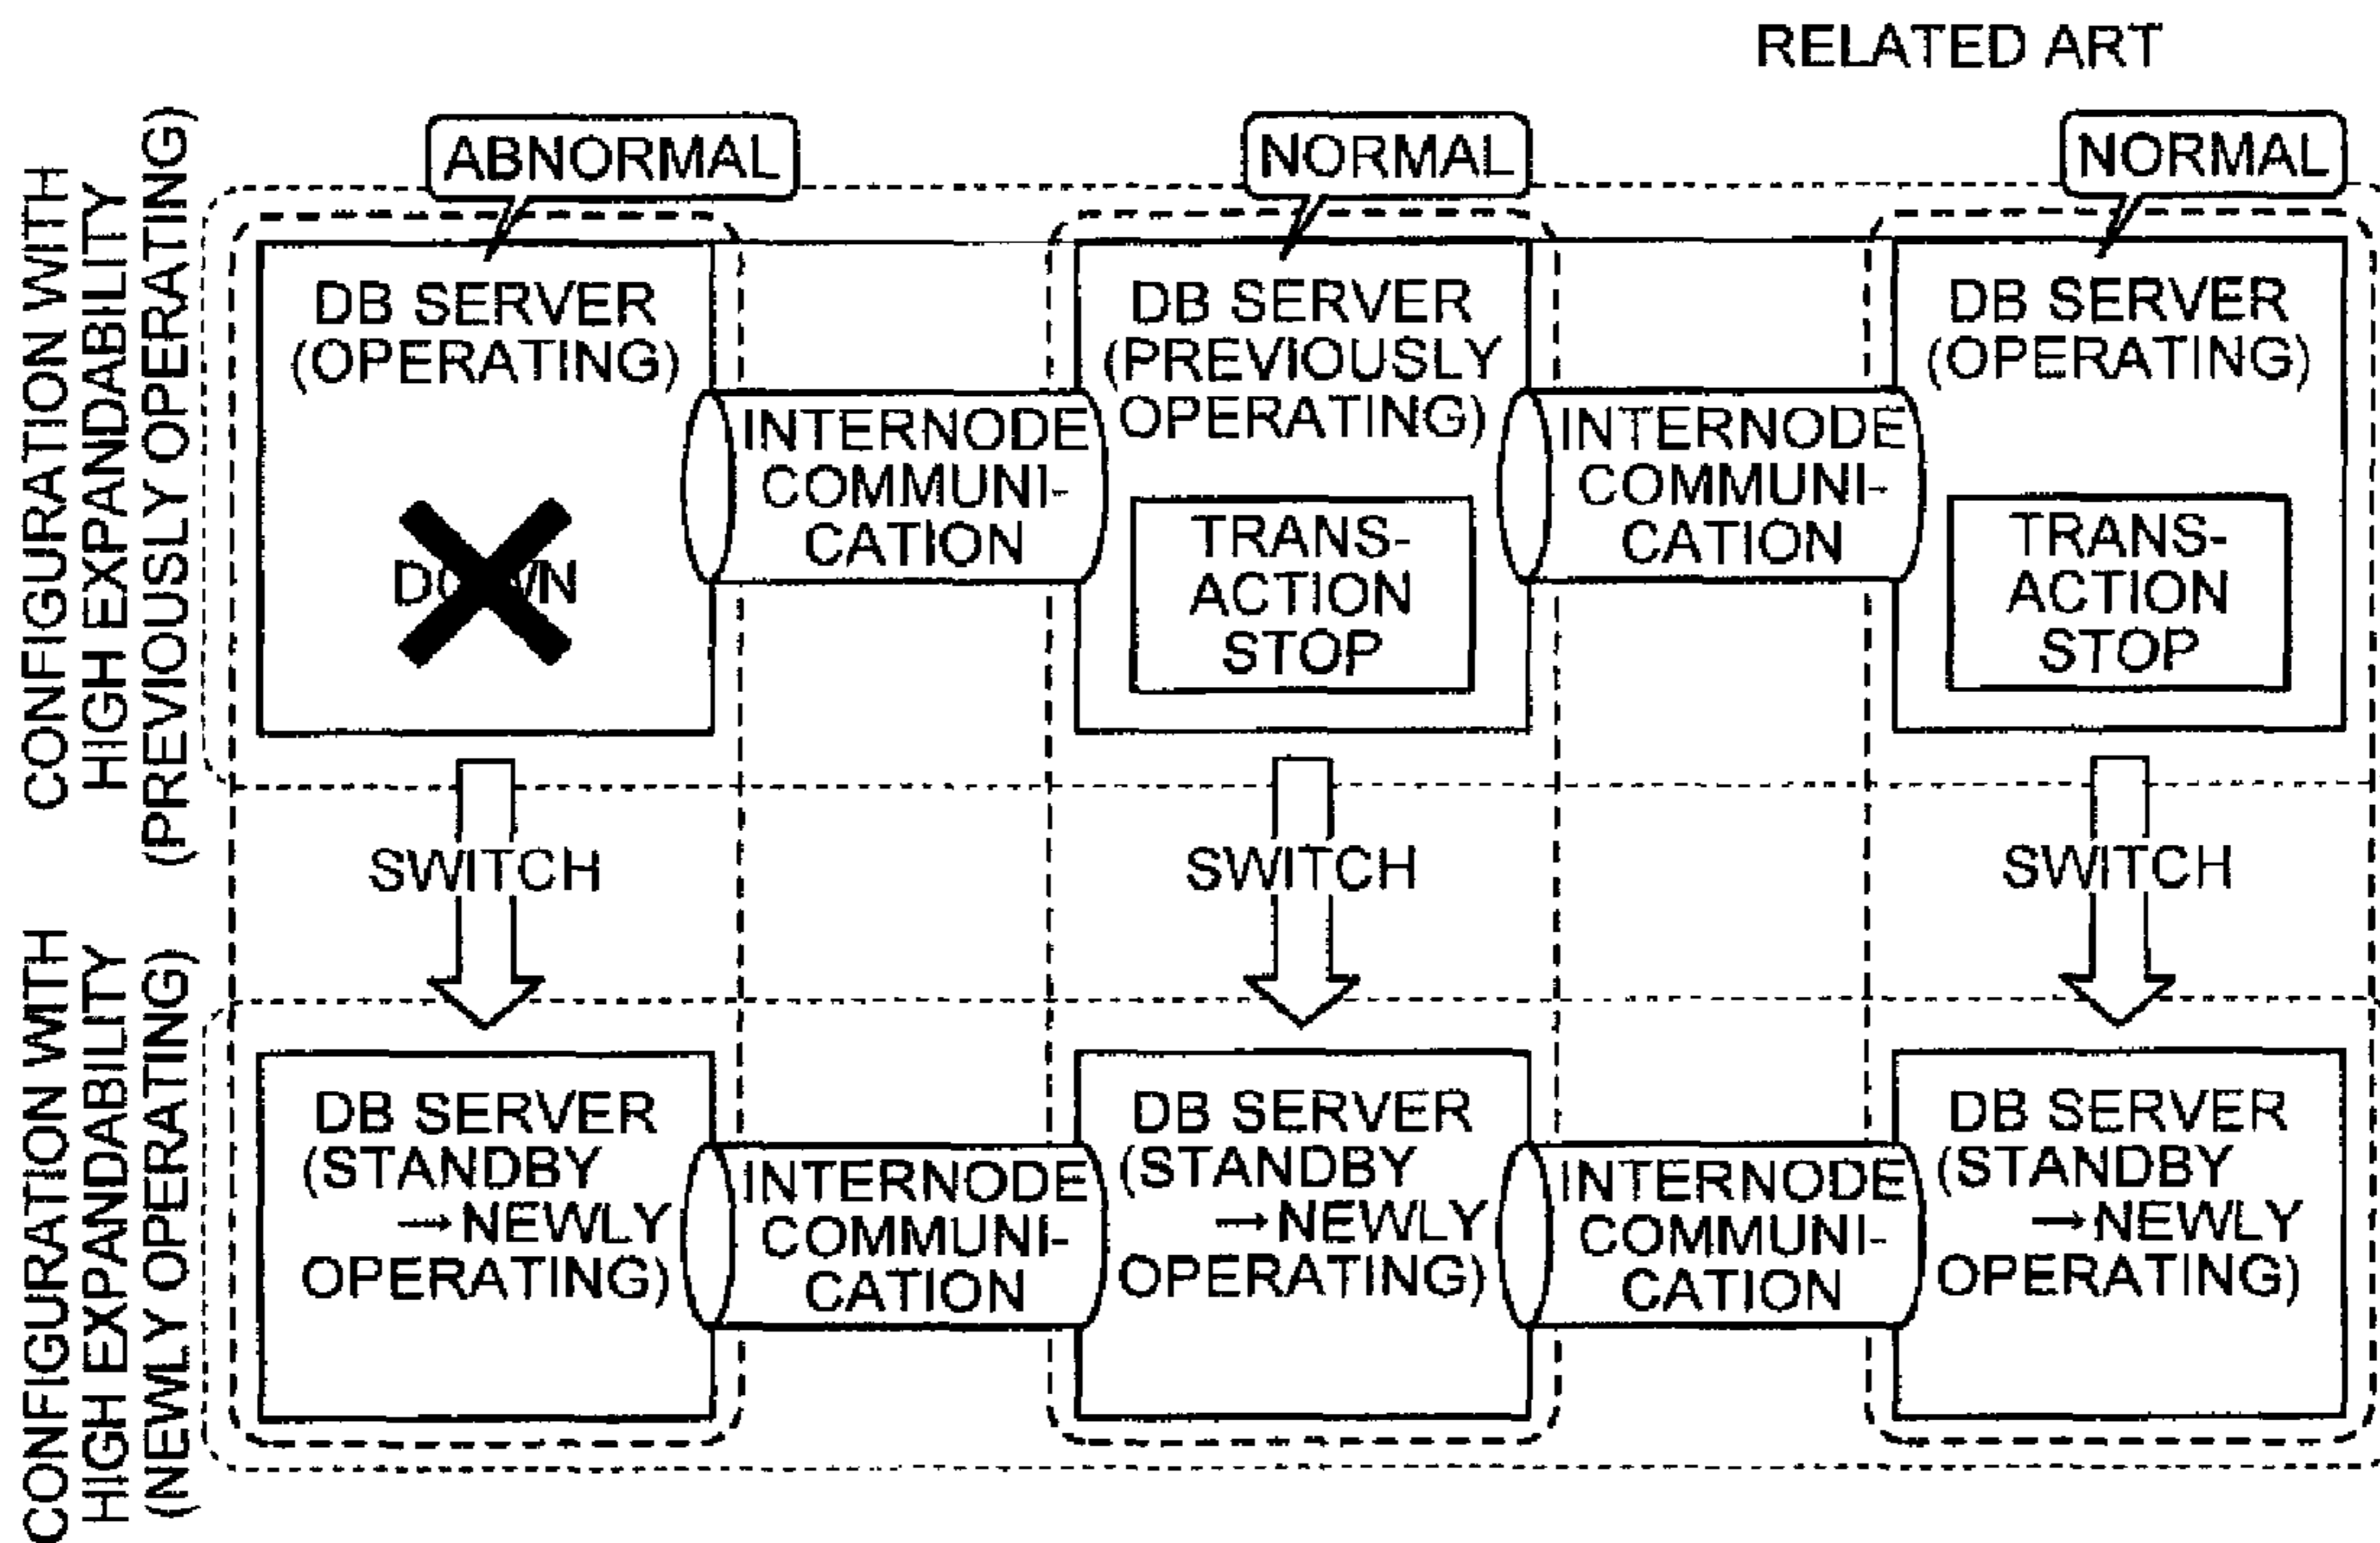 RELATED ART
CONFIGURATION WITH
HIGH EXPANDABILITY
(PREVIOUSLY OPERATING)
ABNORMAL
NORMAL
NORMAL
DB SERVER
(OPERATING)
DOWN
INTERNODE
COMMUNI-
CATION
DB SERVER
(PREVIOUSLY
OPERATING)
TRANS-
ACTION
STOP
INTERNODE
COMMUNI-
CATION
DB SERVER
(OPERATING)
TRANS-
ACTION
STOP
SWITCH
SWITCH
SWITCH
CONFIGURATION WITH
HIGH EXPANDABILITY
(NEWLY OPERATING)
DB SERVER
(STANDBY
→NEWLY
OPERATING)
INTERNODE
COMMUNI-
CATION
DB SERVER
(STANDBY
→NEWLY
OPERATING)
INTERNODE
COMMUNI-
CATION
DB SERVER
(STANDBY
→NEWLY
OPERATING)